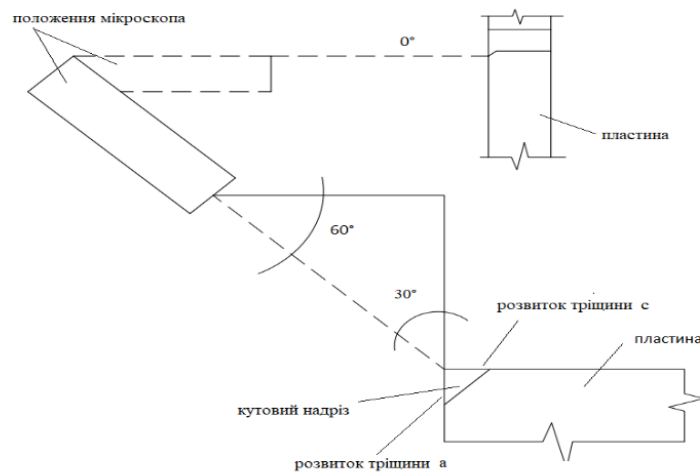 положення мікроскопа
0°
пластина
60°
30°
розвиток тріщини с
пластина
кутовий надріз
розвиток тріщини а